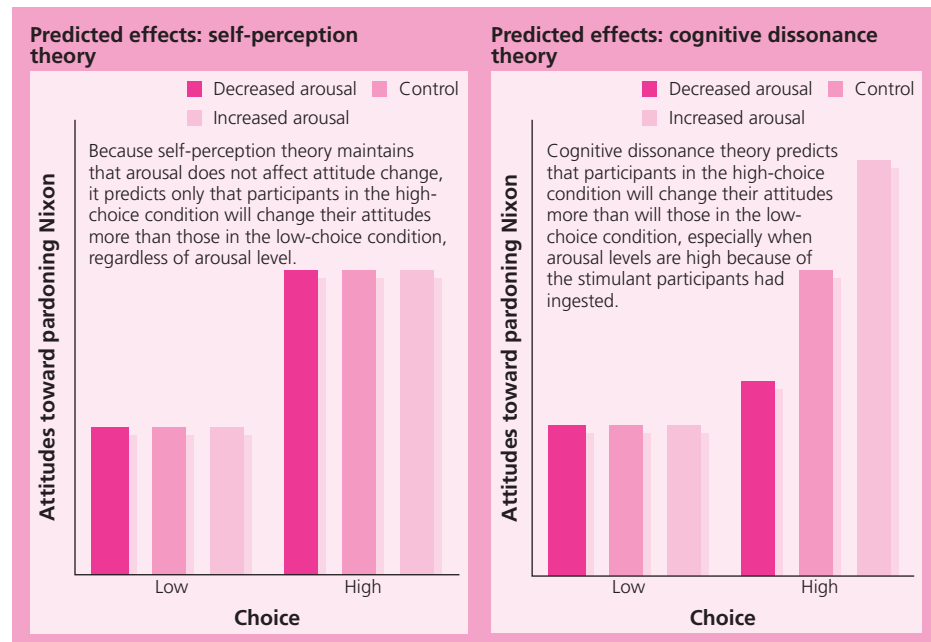 Predicted effects: self-perception
theory
Decreased arousal Control
Increased arousal
Because self-perception theory maintains
that arousal does not affect attitude change,
it predicts only that participants in the high-
choice condition will change their attitudes
more than those in the low-choice condition,
regardless of arousal level.
Attitudes toward pardoning Nixon
Low High
Choice
Predicted effects: cognitive dissonance
theory
Decreased arousal Control
Increased arousal
Cognitive dissonance theory predicts
that participants in the high-choice
condition will change their attitudes
more than will those in the low-
choice condition, especially when
arousal levels are high because of
the stimulant participants had
ingested.
Attitudes toward pardoning Nixon
Low High
Choice